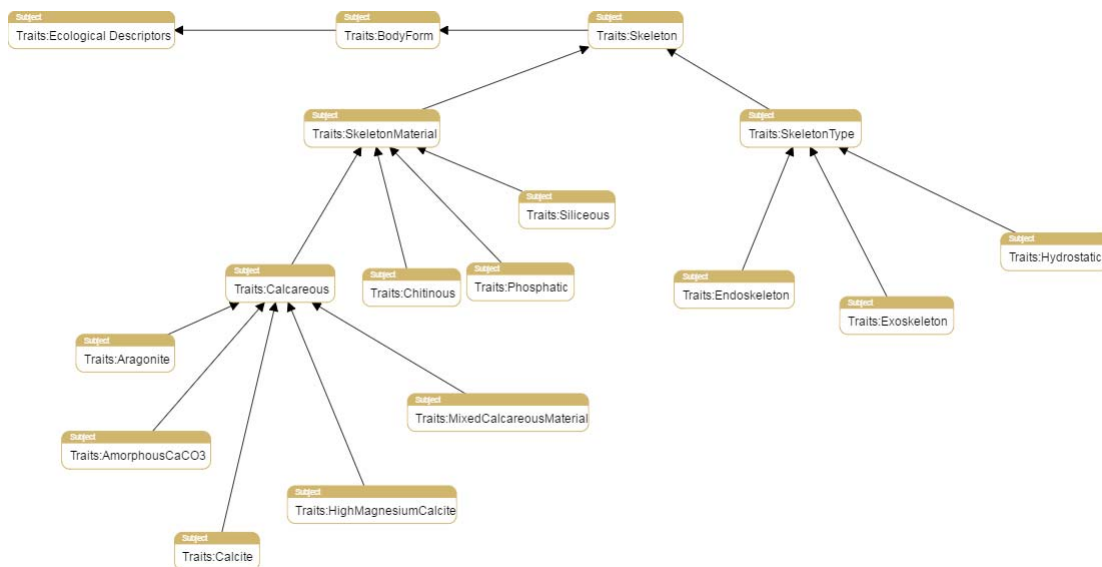 Subject
Traits:Ecological Descriptors
Subject
Traits:BodyForm
Subject
Traits:Skeleton
Subject
Traits:SkeletonMaterial
Subject
Traits:SkeletonType
Subject
Traits:Siliceous
Subject
Traits:Hydrostatic
Subject
Traits:Calcareous
Subject
Traits:Chitinous
Subject
Traits:Phosphatic
Subject
Traits:Endoskeleton
Subject
Traits:Exoskeleton
Subject
Traits:Aragonite
Subject
Traits:MixedCalcareousMaterial
Subject
Traits:AmorphousCaCO3
Subject
Traits:HighMagnesiumCalcite
Subject
Traits:Calcite